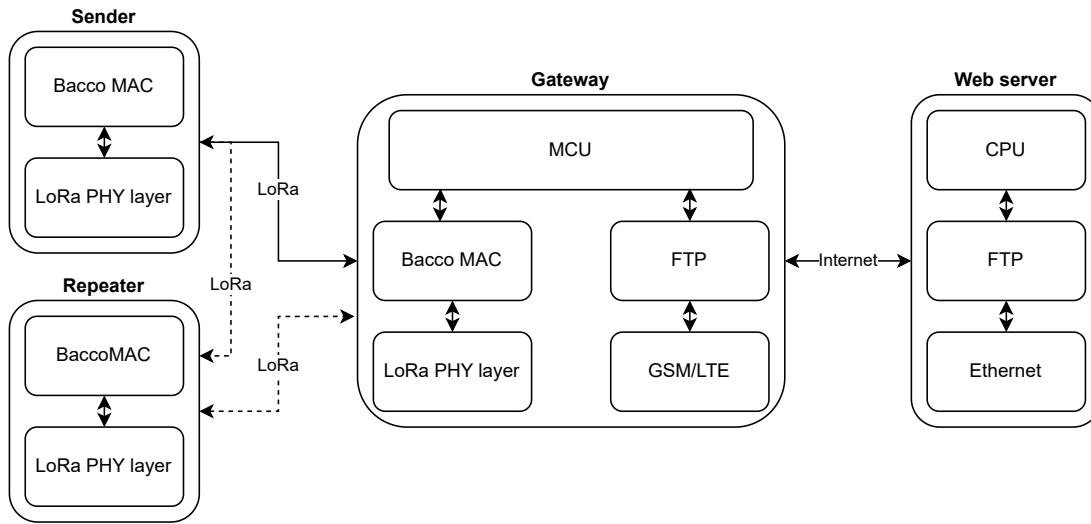 Sender
Bacco MAC
LoRa PHY layer
LoRa
LoRa
Repeater
BaccoMAC
LoRa PHY layer
LoRa
Gateway
MCU
Bacco MAC
FTP
LoRa PHY layer
GSM/LTE
Internet
Web server
CPU
FTP
Ethernet